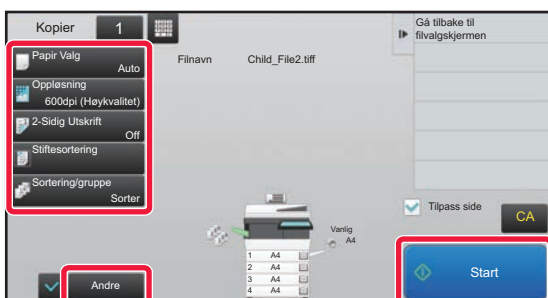 Kopier 1
Gå tilbake til
filvalgskjermen
Papir Valg
Auto
Filnavn Child_File2.tiff
Oppløsning
600dpi (Høykvalitet)
2-Sidig Utskrift
Off
Stiftesortering
Sortering/gruppe
Sorter
Tilpass side
CA
Vanlig
A4
1 A4
2 A4
3 A4
4 A4
Andre
Start